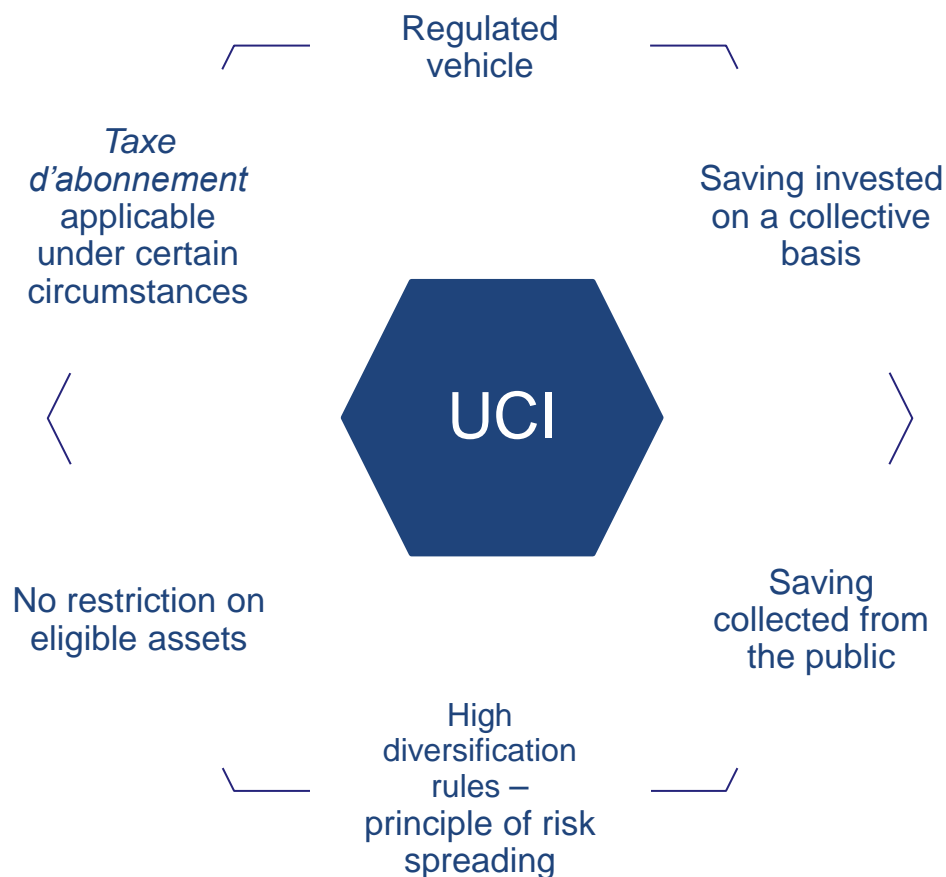 Regulated
vehicle
Taxe
d’abonnement
applicable
under certain
circumstances
Saving invested
on a collective
basis
UCI
No restriction on
eligible assets
Saving
collected from
the public
High
diversification
rules –
principle of risk
spreading